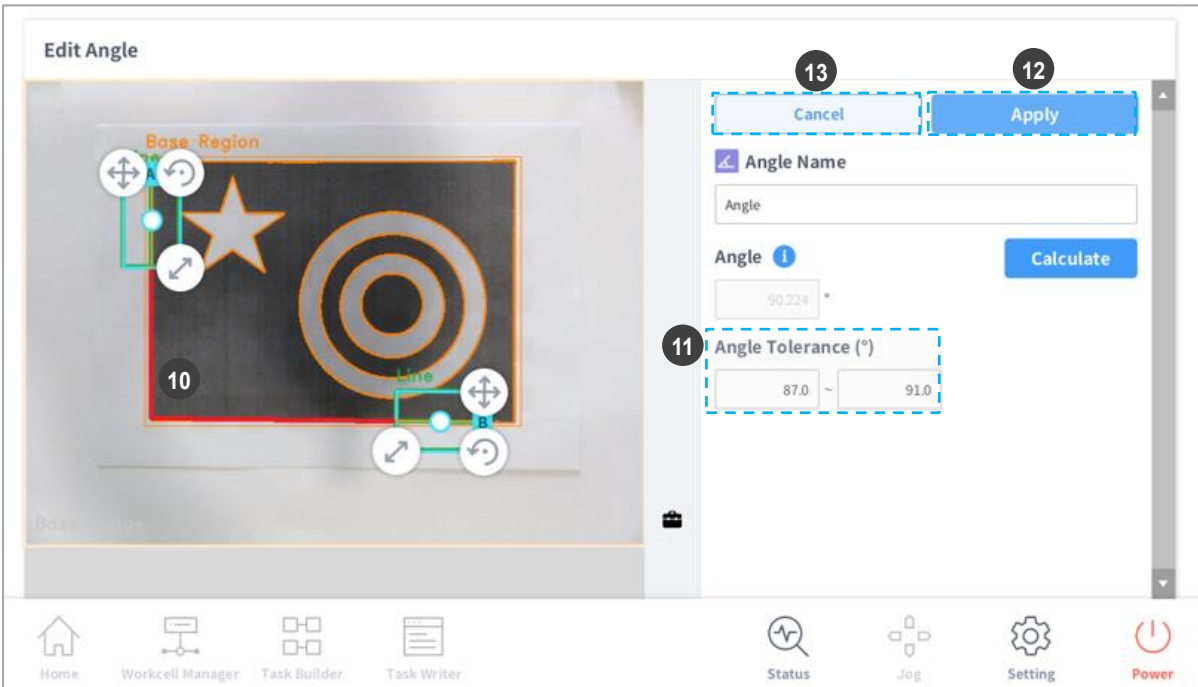 Edit Angle
13
12
Cancel
Apply
Base Region
A
Angle Name
Angle
Angle
i
Calculate
90.224 °
11
Angle Tolerance (°)
87.0 ~ 91.0
10
Line
B
Home
Workcell Manager
Task Builder
Task Writer
Status
Jog
Setting
Power